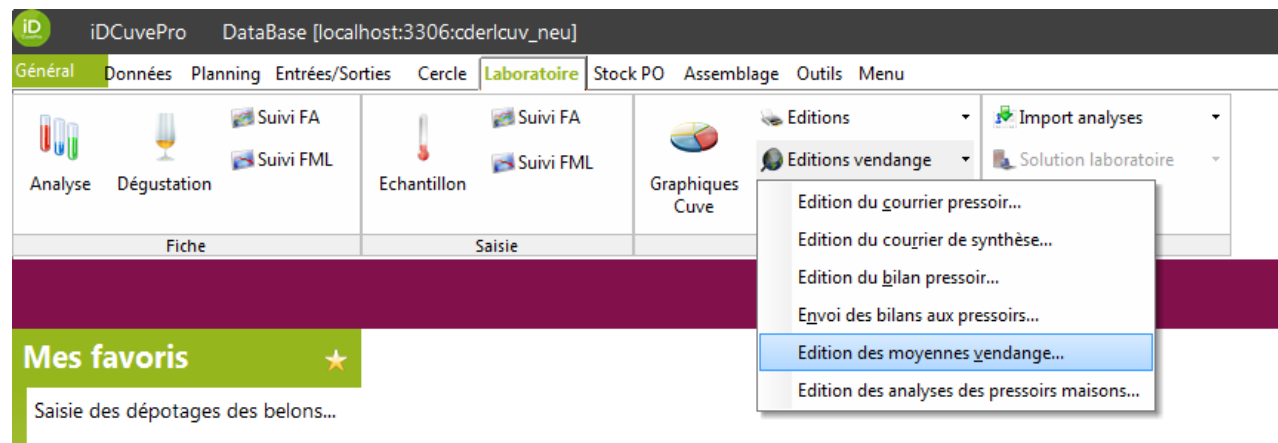 iD
iDCuvePro DataBase [localhost:3306:cderlcuv_neu]
Général Données Planning Entrées/Sorties Cercle Laboratoire Stock PO Assemblage Outils Menu
Suivi FA Suivi FA Editions Import analyses
Suivi FML Suivi FML Editions vendange Solution laboratoire
Analyse Dégustation Echantillon Graphiques
Cuve
Fiche Saisie
Edition du courrier pressoir...
Edition du courrier de synthèse...
Edition du bilan pressoir...
Envoi des bilans aux pressoirs...
Edition des moyennes vendange...
Edition des analyses des pressoirs maisons...
Mes favoris
Saisie des dépotages des belons...